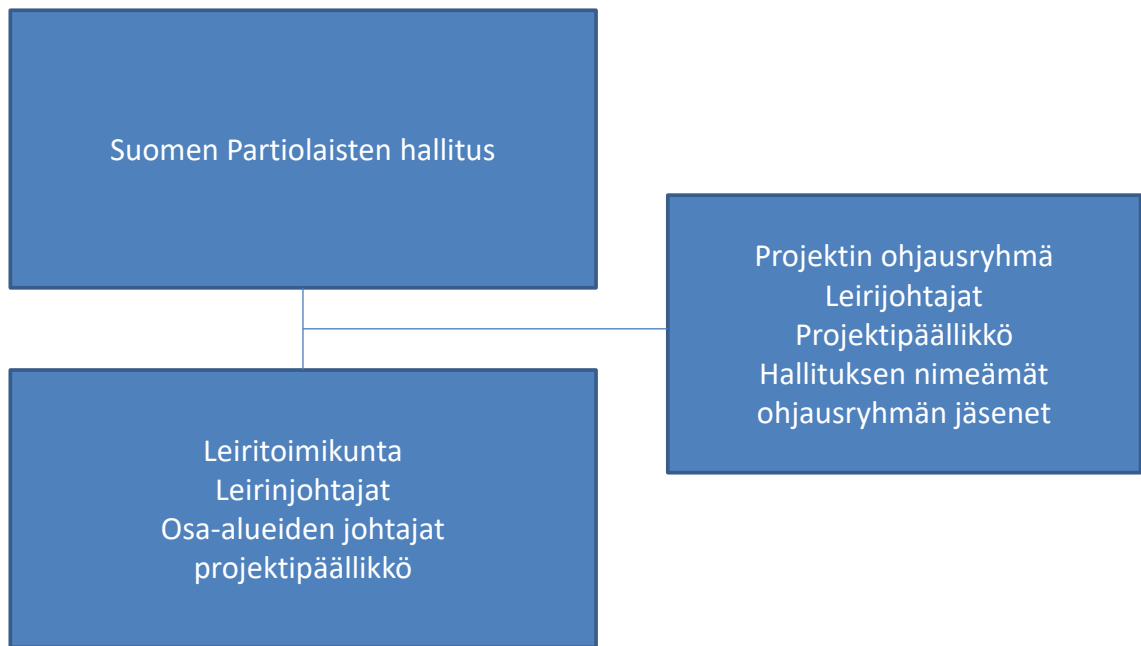 Suomen Partiolaisten hallitus
Projektin ohjausryhmä
Leirijohtajat
Projektipäällikkö
Hallituksen nimeämät
ohjausryhmän jäsenet
Leiritoimikunta
Leirinjohtajat
Osa-alueiden johtajat
projektipäällikkö